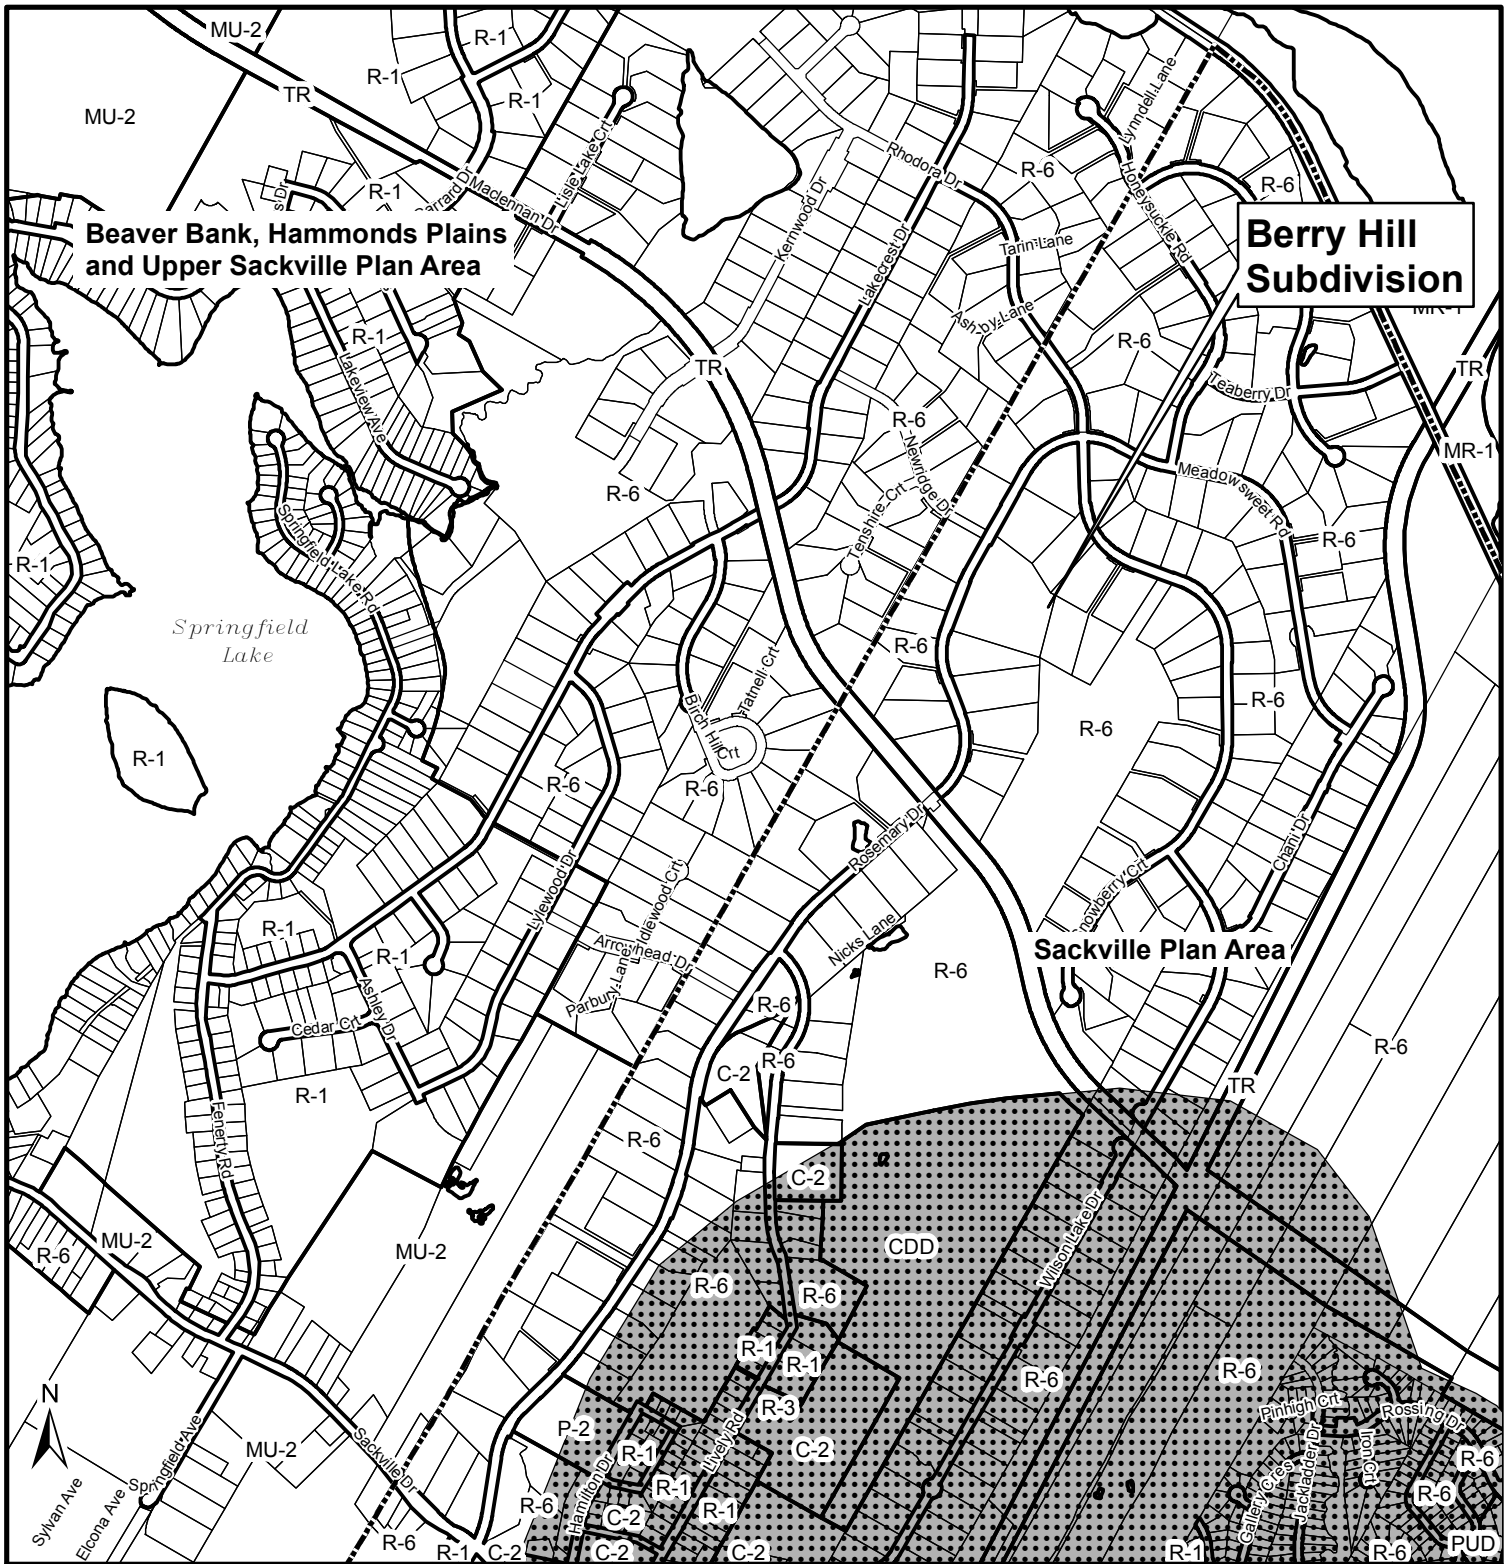 MU-2
R-1
R-1
MU-2
TR
R-1
Lisle Lake Crt
Lynndell Lane
Rhodora Dr
R-6
R-6
R-1
Maclennan Dr
Kernwood Dr
Honeysuckle Rd
Beaver Bank, Hammonds Plains
and Upper Sackville Plan Area
Lakecrest Dr
Tarin Lane
Berry Hill
Subdivision
Ashby Lane
MR-1
R-1
Lakeview Ave
TR
R-6
TR
Teaberry Dr
R-6
Newridge Dr
MR-1
R-6
Meadowsweet Rd
Tenshire Crt
Springfield Lake Rd
R-6
R-1
Springfield
Lake
R-6
Tatnell Crt
R-6
Birch Hill Crt
R-6
R-1
R-6
R-6
Rosemary Dr
Chani Dr
Lylewood Dr
Nicks Lane
R-1
R-1
Arrowhead Dr
Parbury Lane
Sackville Plan Area
R-6
Ashley Dr
Cedar Crt
R-6
R-6
C-2
R-6
TR
R-1
Fenerty Rd
R-6
C-2
Wilson Lake Dr
R-6
MU-2
MU-2
CDD
R-6
R-6
R-1
R-1
R-6
R-6
R-3
Pinhigh Crt
Rossing Dr
N
P-2
Lively Rd
C-2
MU-2
R-1
Iron Crt
Jackladder Dr
R-6
Springfield Ave
Sackville Dr
R-1
R-6
Gallery Cres
Sylvan Ave
Elcona Ave
R-6
Hamilton Dr
C-2
R-1
R-6
R-1
C-2
C-2
C-2
R-1
R-6
PUD